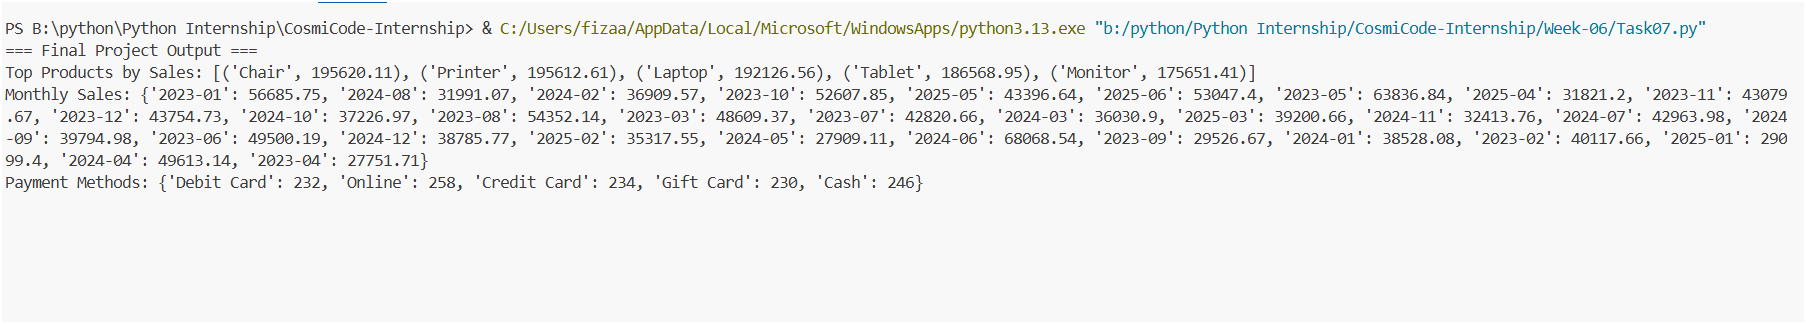 PS B:\python\Python Internship\CosmiCode-Internship> & C:/Users/fizaa/AppData/Local/Microsoft/WindowsApps/python3.13.exe "b:/python/Python Internship/CosmiCode-Internship/Week-06/Task07.py"
=== Final Project Output ===
Top Products by Sales: [('Chair', 195620.11), ('Printer', 195612.61), ('Laptop', 192126.56), ('Tablet', 186568.95), ('Monitor', 175651.41)]
Monthly Sales: {'2023-01': 56685.75, '2024-08': 31991.07, '2024-02': 36909.57, '2023-10': 52607.85, '2025-05': 43396.64, '2025-06': 53047.4, '2023-05': 63836.84, '2025-04': 31821.2, '2023-11': 43079
.67, '2023-12': 43754.73, '2024-10': 37226.97, '2023-08': 54352.14, '2023-03': 48609.37, '2023-07': 42820.66, '2024-03': 36030.9, '2025-03': 39200.66, '2024-11': 32413.76, '2024-07': 42963.98, '2024
-09': 39794.98, '2023-06': 49500.19, '2024-12': 38785.77, '2025-02': 35317.55, '2024-05': 27909.11, '2024-06': 68068.54, '2023-09': 29526.67, '2024-01': 38528.08, '2023-02': 40117.66, '2025-01': 290
99.4, '2024-04': 49613.14, '2023-04': 27751.71}
Payment Methods: {'Debit Card': 232, 'Online': 258, 'Credit Card': 234, 'Gift Card': 230, 'Cash': 246}